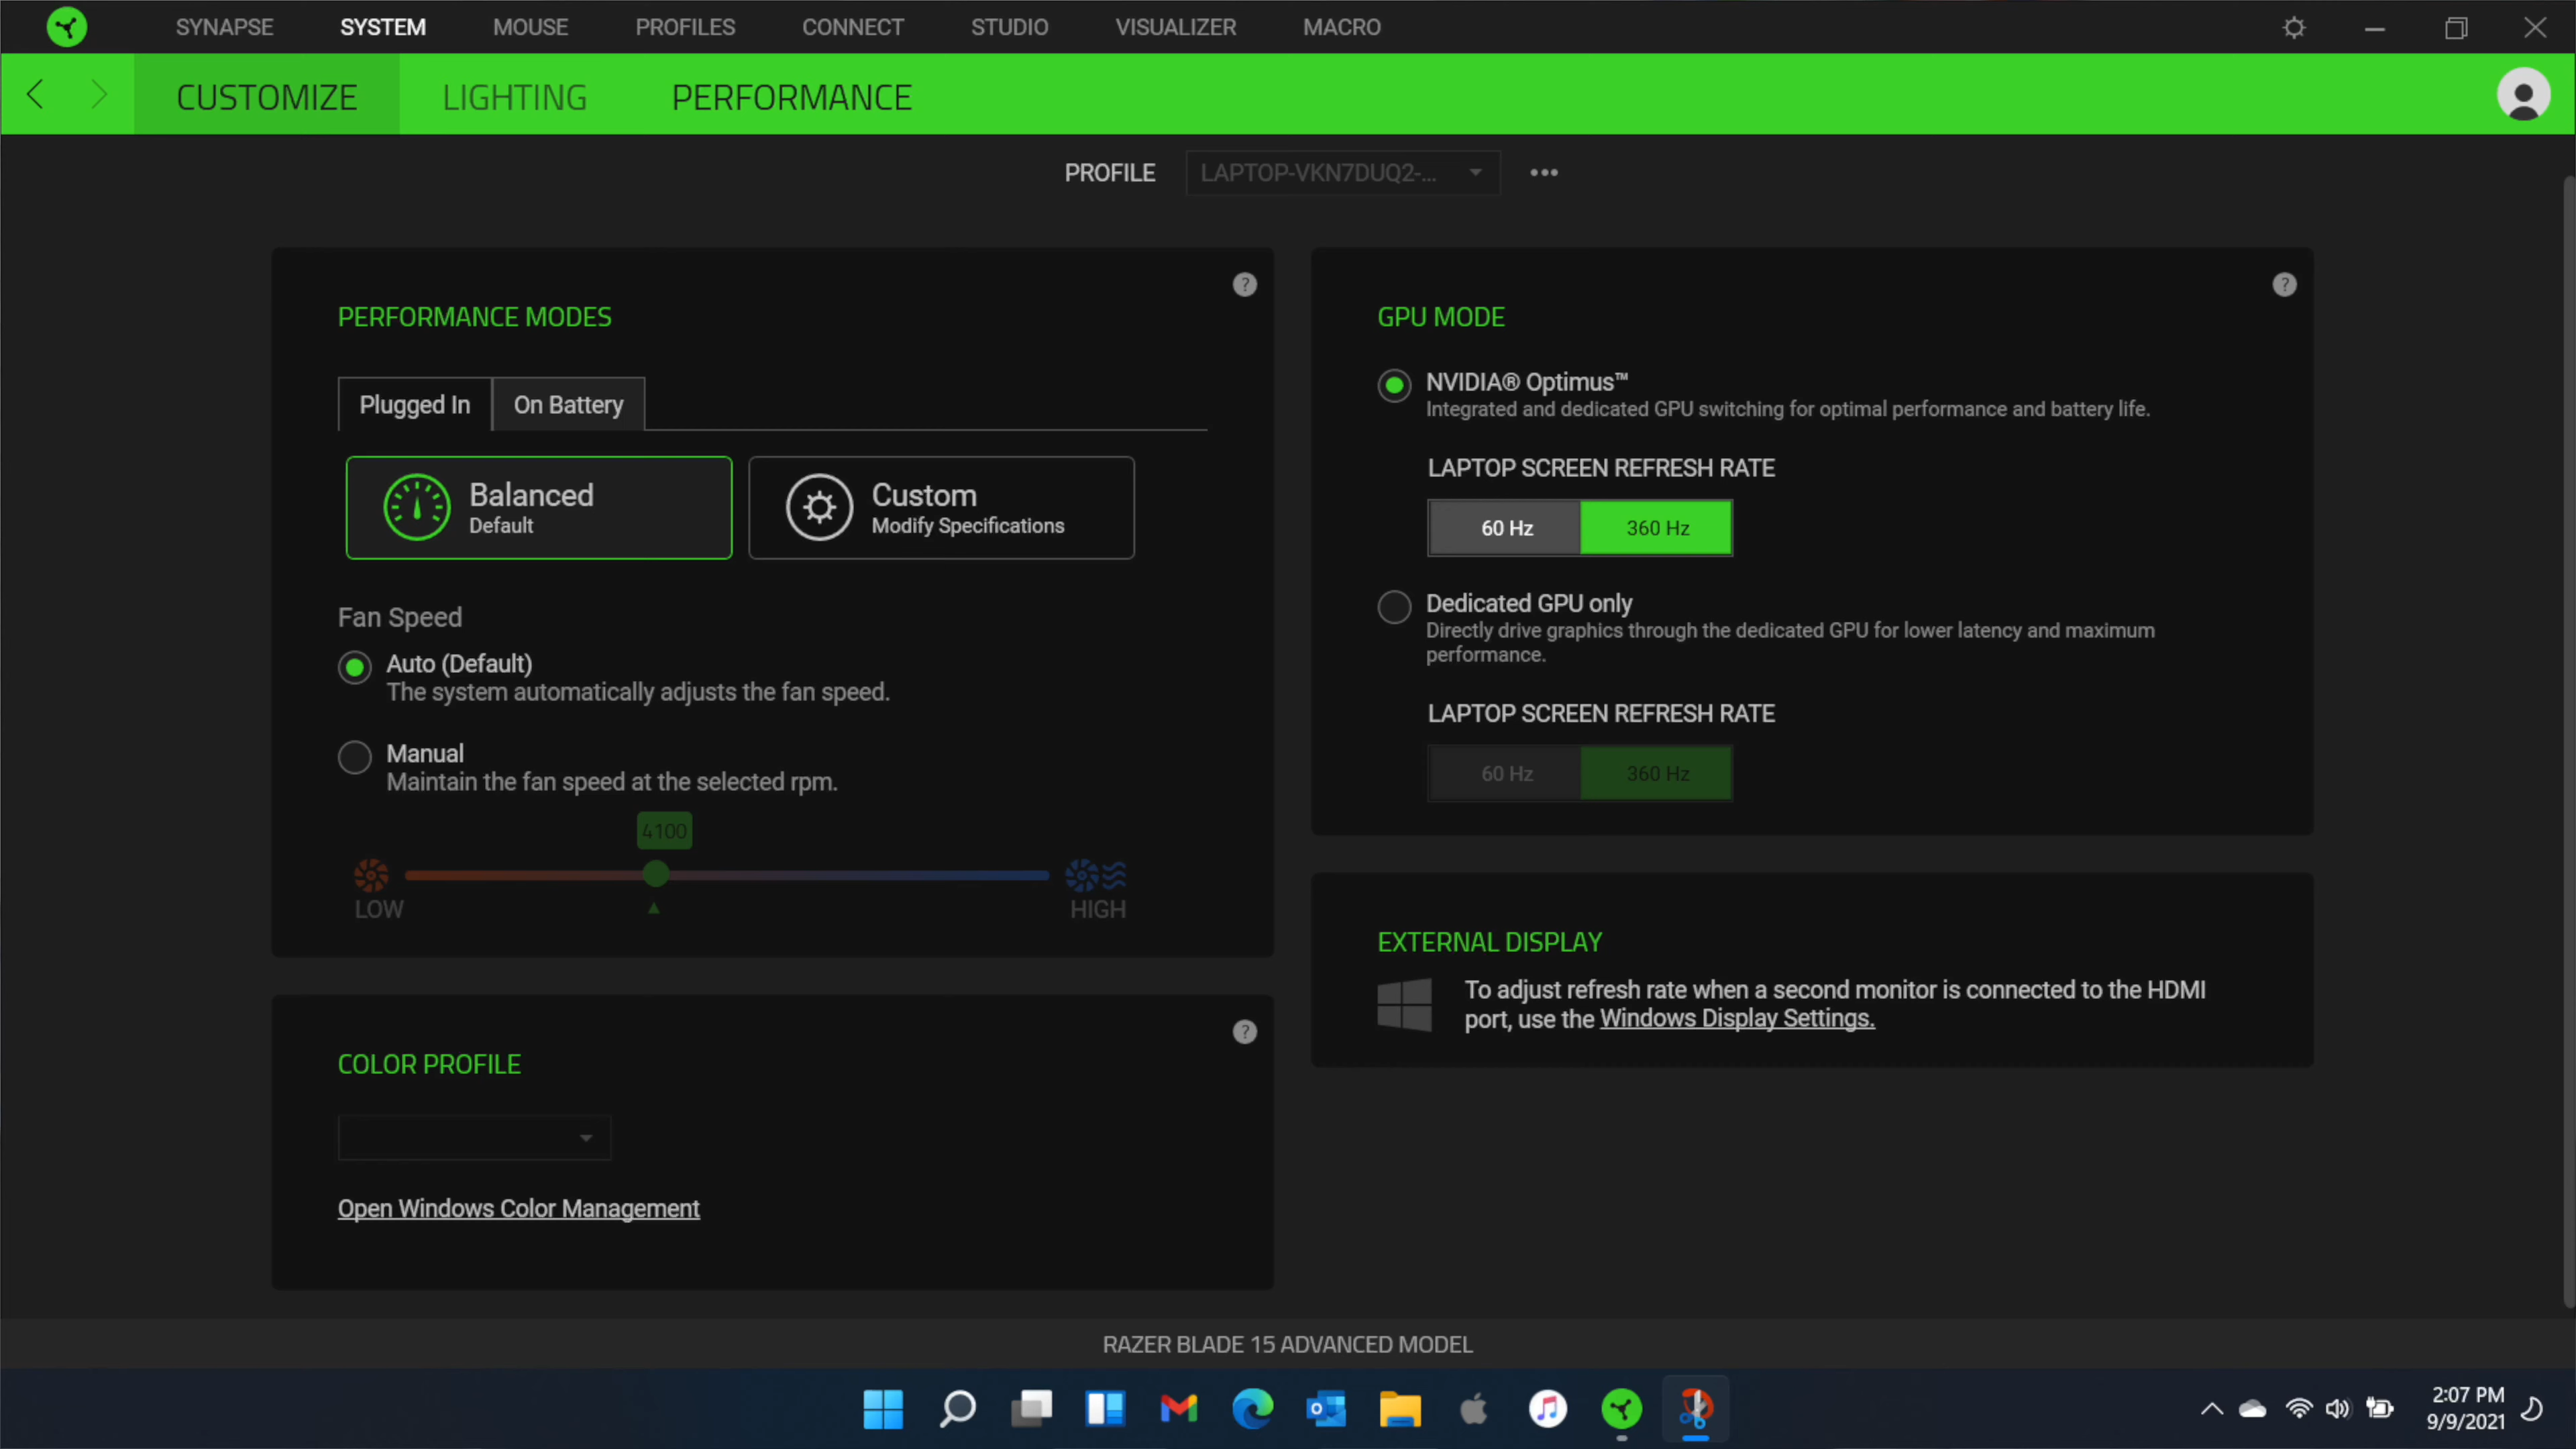 SYNAPSE SYSTEM MOUSE PROFILES CONNECT STUDIO VISUALIZER MACRO
CUSTOMIZE LIGHTING PERFORMANCE
PROFILE LAPTOP-VKN7DUQ2-... •••
PERFORMANCE MODES
?
Plugged In On Battery
Balanced
Default
Custom
Modify Specifications
Fan Speed
Auto (Default)
The system automatically adjusts the fan speed.
Manual
Maintain the fan speed at the selected rpm.
4100
LOW HIGH
COLOR PROFILE
?
Open Windows Color Management
GPU MODE
?
NVIDIA® Optimus™
Integrated and dedicated GPU switching for optimal performance and battery life.
LAPTOP SCREEN REFRESH RATE
60 Hz 360 Hz
Dedicated GPU only
Directly drive graphics through the dedicated GPU for lower latency and maximum
performance.
LAPTOP SCREEN REFRESH RATE
60 Hz 360 Hz
EXTERNAL DISPLAY
To adjust refresh rate when a second monitor is connected to the HDMI
port, use the Windows Display Settings.
RAZER BLADE 15 ADVANCED MODEL
2:07 PM
9/9/2021